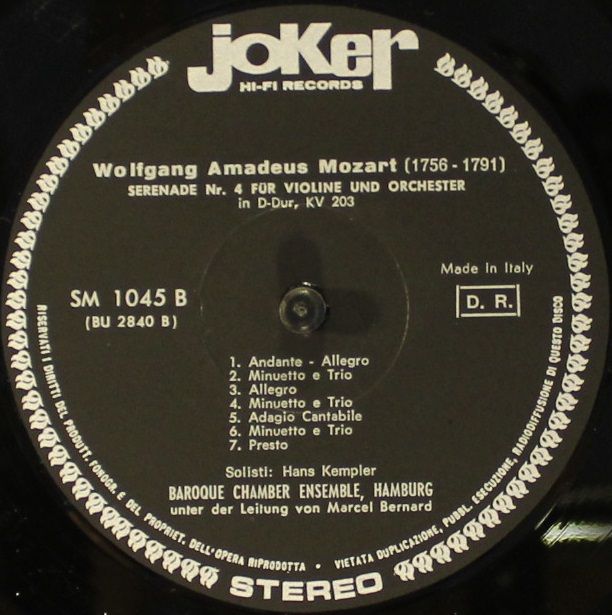 joKer
HI-FI RECORDS
Wolfgang Amadeus Mozart (1756 - 1791)
SERENADE Nr. 4 FÜR VIOLINE UND ORCHESTER
in D-Dur, KV 203
Made in Italy
SM 1045 B
(BU 2840 B)
D. R.
1. Andante - Allegro
2. Minuetto e Trio
3. Allegro
4. Minuetto e Trio
5. Adagio Cantabile
6. Minuetto e Trio
7. Presto
Solisti: Hans Kempler
BAROQUE CHAMBER ENSEMBLE, HAMBURG
unter der Leitung von Marcel Bernard
RISERVATI I DIRITTI DEL PRODUTT. FONOGR. E DEL PROPRIET. DELL'OPERA RIPRODOTTA • VIETATA DUPLICAZIONE, PUBBL. ESECUZIONE, RADIODIFFUSIONE DI QUESTO DISCO
STEREO